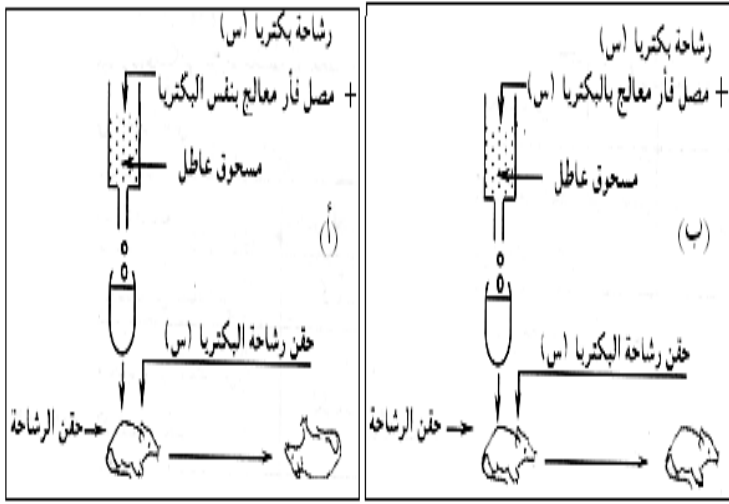 رشاحة بكتريا (س)
+ مصل فأر معالج بالبكتريا (س)
مسحوق عاطل
(ب)
حقن رشاحة البكتريا (س)
حقن الرشاحة
رشاحة بكتريا (س)
+ مصل فأر معالج بنفس البكتريا
مسحوق عاطل
(أ)
حقن رشاحة البكتريا (س)
حقن الرشاحة